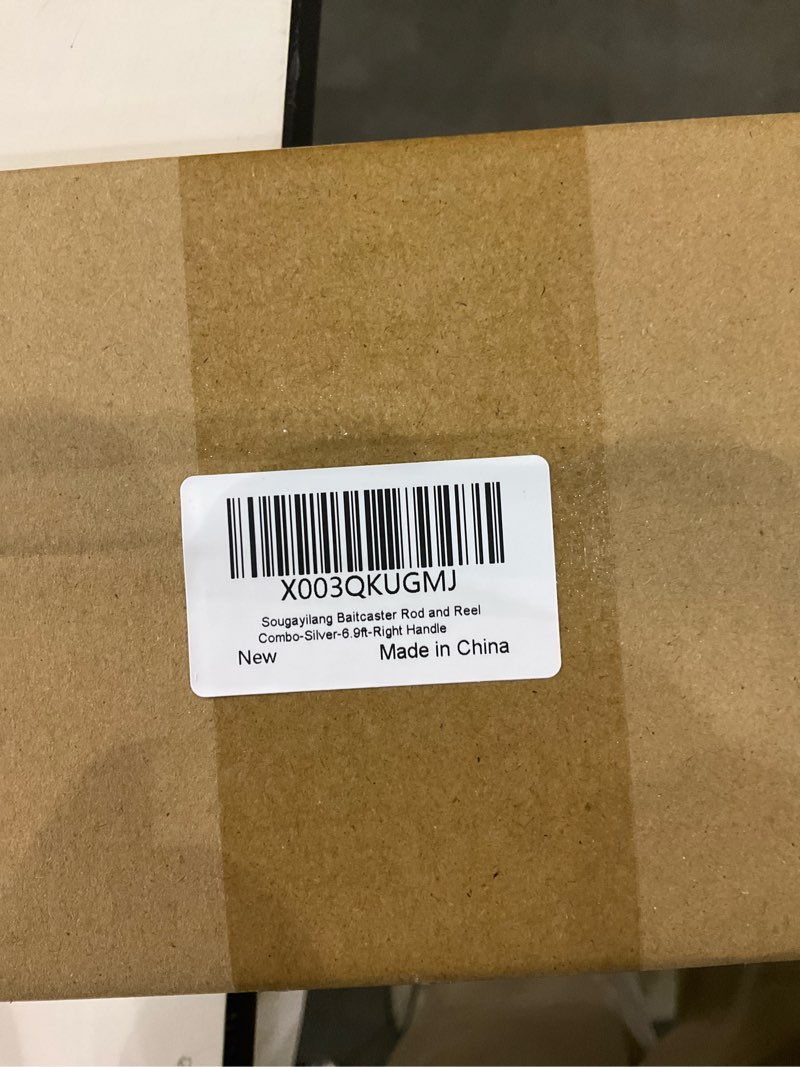 X003QKUGMJ
Sougayilang Baitcaster Rod and Reel
Combo-Silver-6.9ft-Right Handle
New Made in China